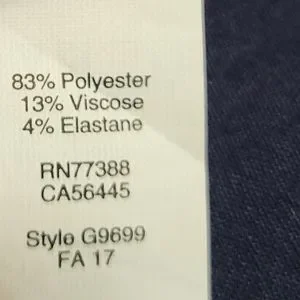 83% Polyester
13% Viscose
4% Elastane
RN77388
CA56445
Style G9699
FA 17